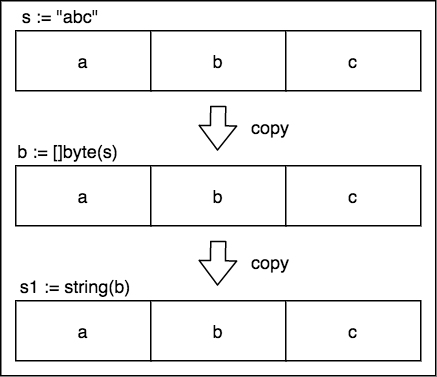 s := "abc"
a b c
copy
b := []byte(s)
a b c
copy
s1 := string(b)
a b c